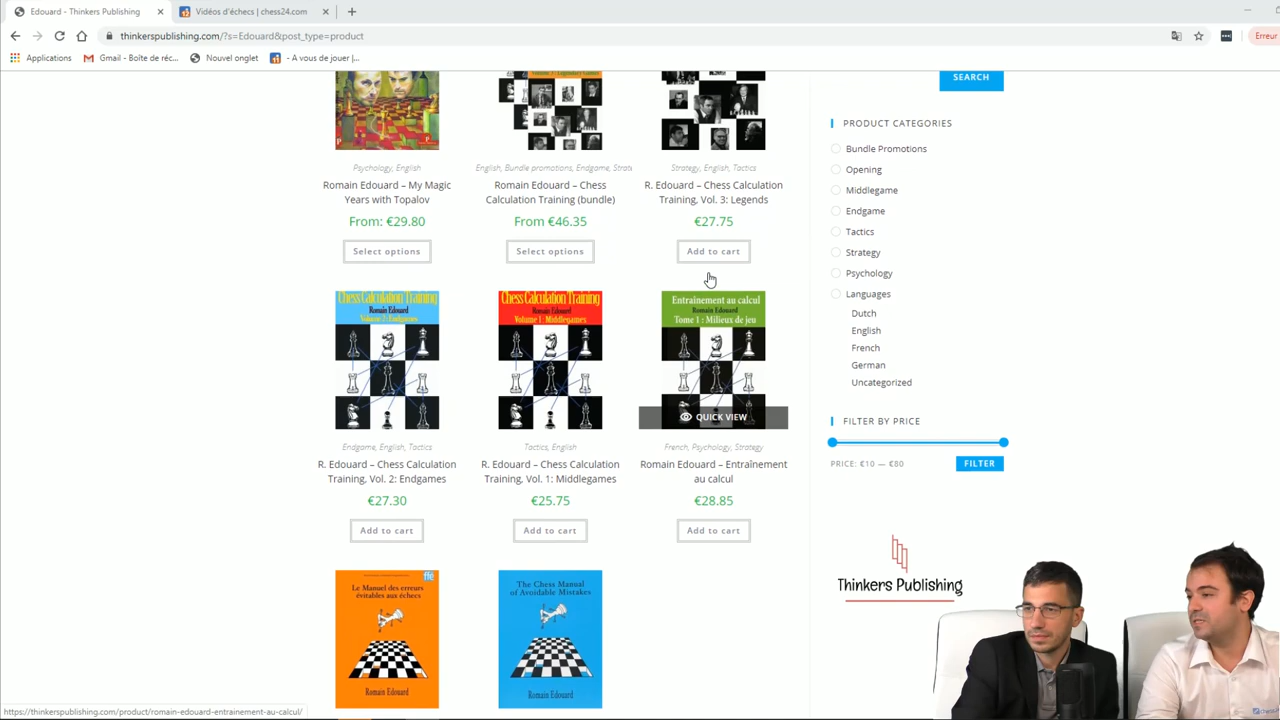 Edouard - Thinkers Publishing
Vidéos d'échecs | chess24.com
thinkerspublishing.com/?s=Edouard&post_type=product
Erreur
Applications
Gmail - Boîte de réc...
Nouvel onglet
- A vous de jouer |...
SEARCH
Psychology, English
Romain Edouard – My Magic
Years with Topalov
From: €29.80
Select options
English, Bundle promotions, Endgame, Strate
Romain Edouard – Chess
Calculation Training (bundle)
From €46.35
Select options
Strategy, English, Tactics
R. Edouard – Chess Calculation
Training, Vol. 3: Legends
€27.75
Add to cart
Chess Calculation Training
Romain Edouard
Volume 2: Endgames
Endgame, English, Tactics
R. Edouard – Chess Calculation
Training, Vol. 2: Endgames
€27.30
Add to cart
Chess Calculation Training
Romain Edouard
Volume 1: Middlegames
Tactics, English
R. Edouard – Chess Calculation
Training, Vol. 1: Middlegames
€25.75
Add to cart
Entraînement au calcul
Romain Edouard
Tome 1 : Milieux de jeu
QUICK VIEW
French, Psychology, Strategy
Romain Edouard – Entraînement
au calcul
€28.85
Add to cart
ffe
Le Manuel des erreurs
évitables aux échecs
Romain Edouard
The Chess Manual
of Avoidable Mistakes
Romain Edouard
PRODUCT CATEGORIES
Bundle Promotions
Opening
Middlegame
Endgame
Tactics
Strategy
Psychology
Languages
Dutch
English
French
German
Uncategorized
FILTER BY PRICE
PRICE: €10 — €80
FILTER
Thinkers Publishing
https://thinkerspublishing.com/product/romain-edouard-entrainement-au-calcul/